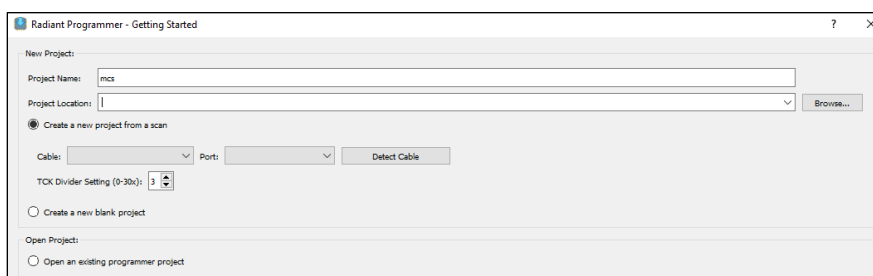 Radiant Programmer - Getting Started ? X
New Project:
Project Name: mcs
Project Location: Browse...
Create a new project from a scan
Cable: Port: Detect Cable
TCK Divider Setting (0-30x): 3
Create a new blank project
Open Project:
Open an existing programmer project